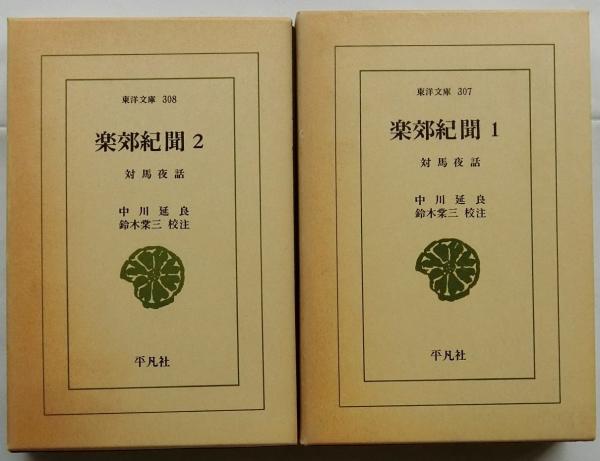 東洋文庫 308
楽郊紀聞 2
対馬夜話
中川延良
鈴木棠三 校注
平凡社
東洋文庫 307
楽郊紀聞 1
対馬夜話
中川延良
鈴木棠三 校注
平凡社